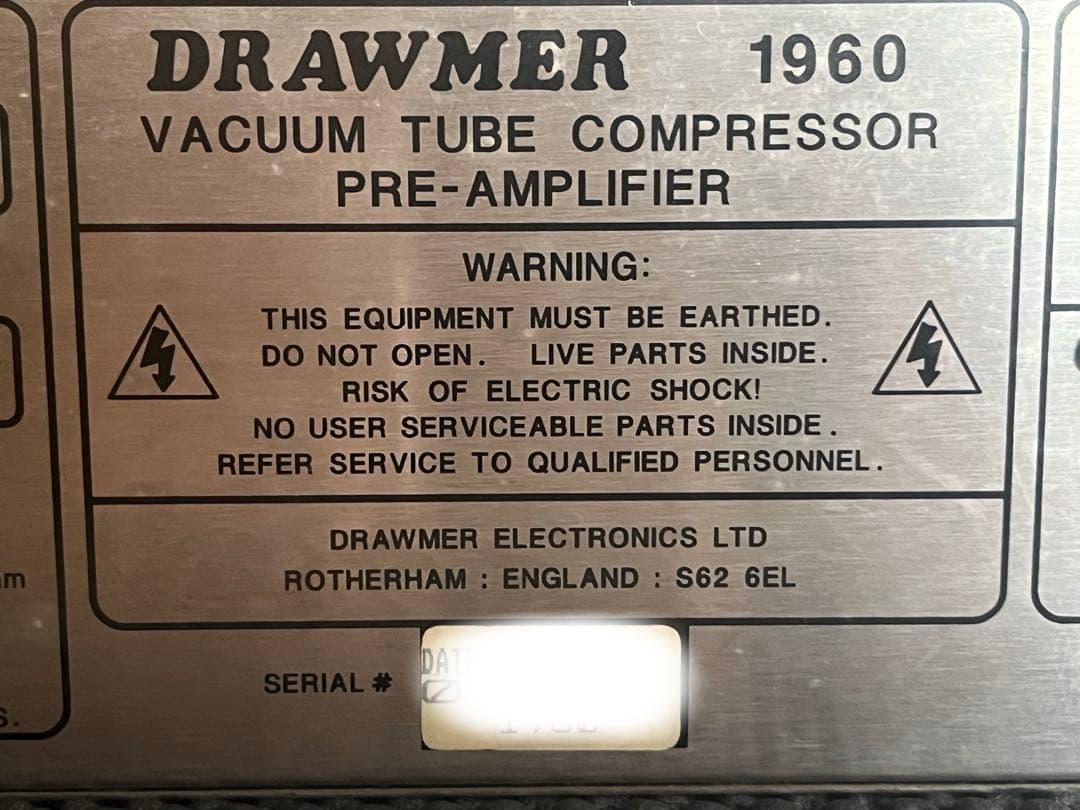 DRAWMER 1960
VACUUM TUBE COMPRESSOR
PRE-AMPLIFIER
WARNING:
THIS EQUIPMENT MUST BE EARTHED.
DO NOT OPEN. LIVE PARTS INSIDE.
RISK OF ELECTRIC SHOCK!
NO USER SERVICEABLE PARTS INSIDE.
REFER SERVICE TO QUALIFIED PERSONNEL.
DRAWMER ELECTRONICS LTD
ROTHERHAM : ENGLAND : S62 6EL
SERIAL #